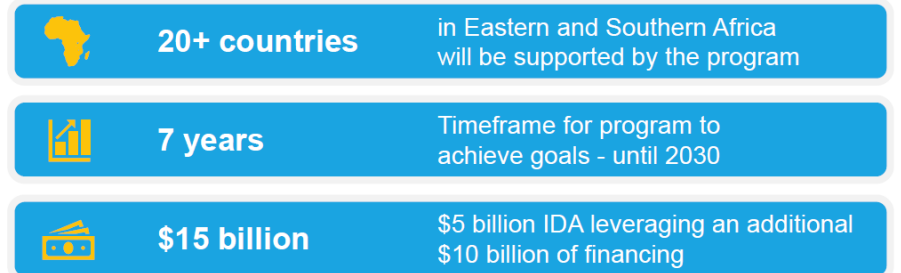 20+ countries
in Eastern and Southern Africa
will be supported by the program
7 years
Timeframe for program to
achieve goals - until 2030
$15 billion
$5 billion IDA leveraging an additional
$10 billion of financing